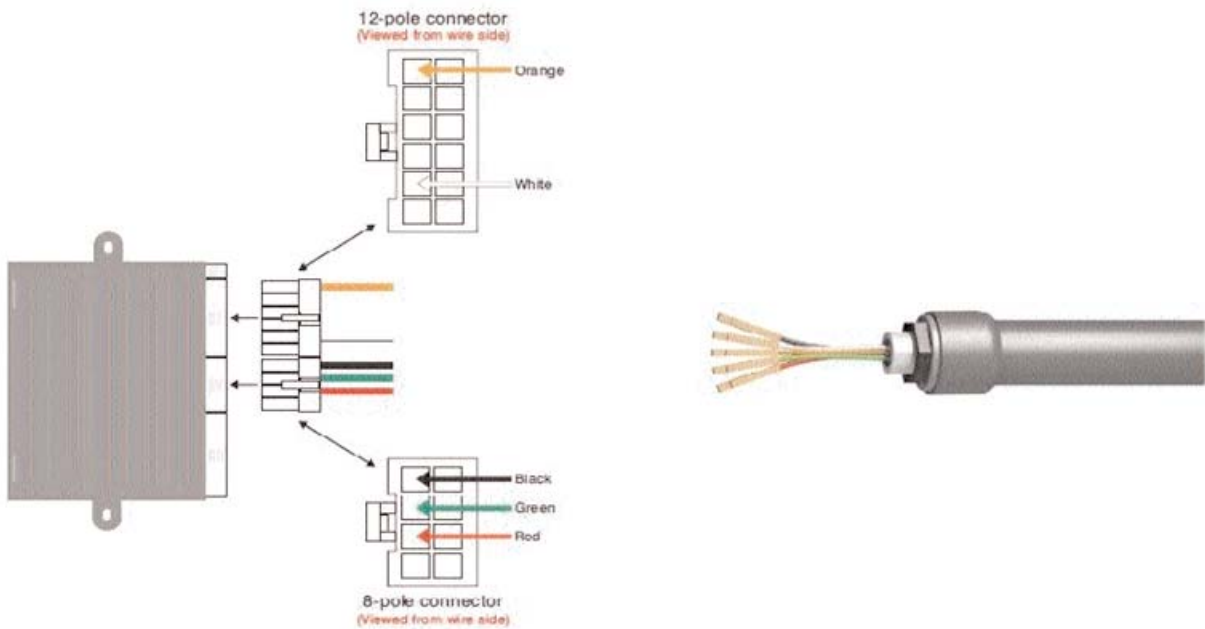 12-pole connector
(Viewed from wire side)
Orange
White
Black
Green
Rod
8-pole connector
(Viewed from wire side)